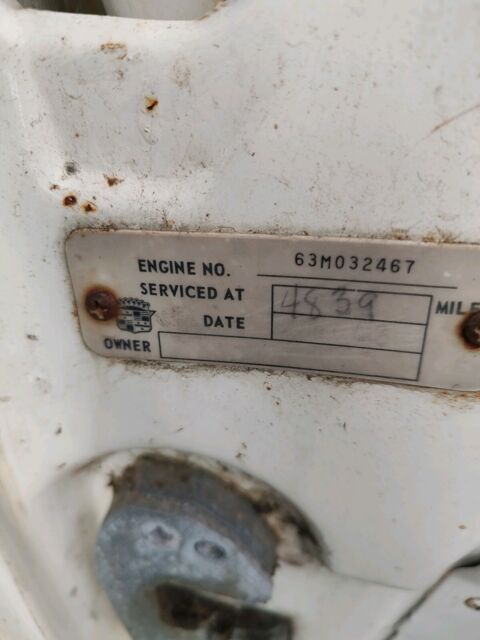 ENGINE NO. 63M032467
SERVICED AT 4839 MILE
DATE
OWNER